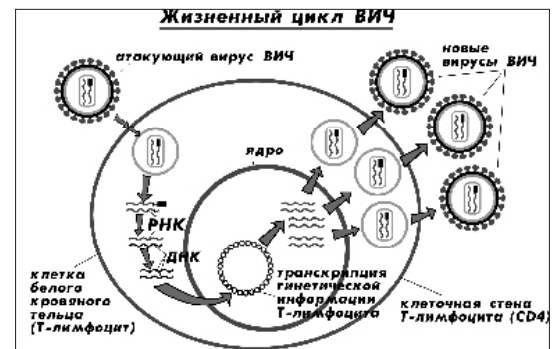 Жизненный цикл ВИЧ
атакующий вирус ВИЧ
новые
вирусы ВИЧ
ядро
РНК
ДНК
клетка
белого
кровяного
тельца
(Т-лимфоцит)
транскрипция
гинетической
информации
Т-лимфоцита
клеточная стена
Т-лимфоцита (CD4)